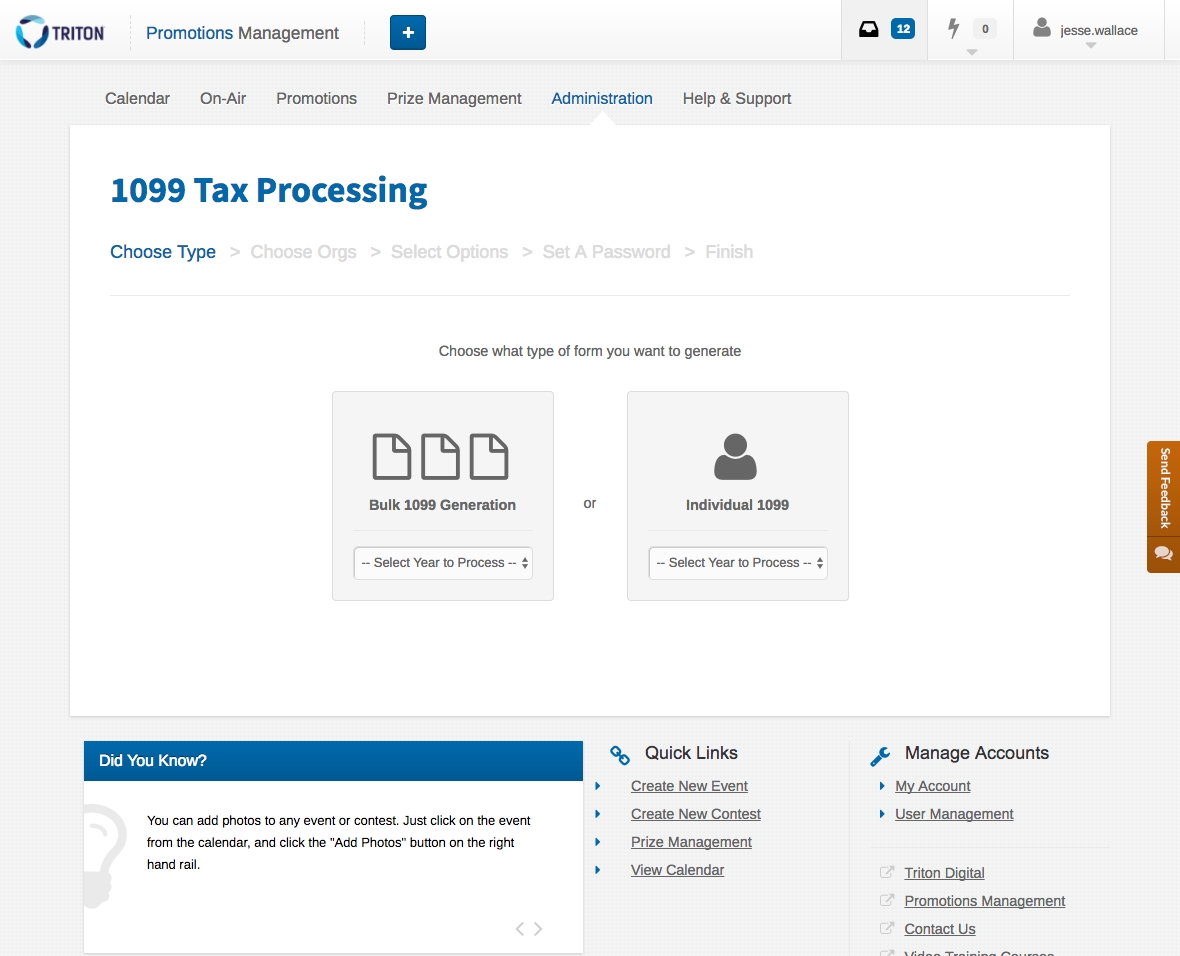 TRITON
Promotions Management
+
12
0
jesse.wallace
Calendar
On-Air
Promotions
Prize Management
Administration
Help & Support
1099 Tax Processing
Choose Type > Choose Orgs > Select Options > Set A Password > Finish
Choose what type of form you want to generate
Bulk 1099 Generation
-- Select Year to Process --
or
Individual 1099
-- Select Year to Process --
Send Feedback
Did You Know?
You can add photos to any event or contest. Just click on the event
from the calendar, and click the "Add Photos" button on the right
hand rail.
Quick Links
Create New Event
Create New Contest
Prize Management
View Calendar
Manage Accounts
My Account
User Management
Triton Digital
Promotions Management
Contact Us
Video Training Courses